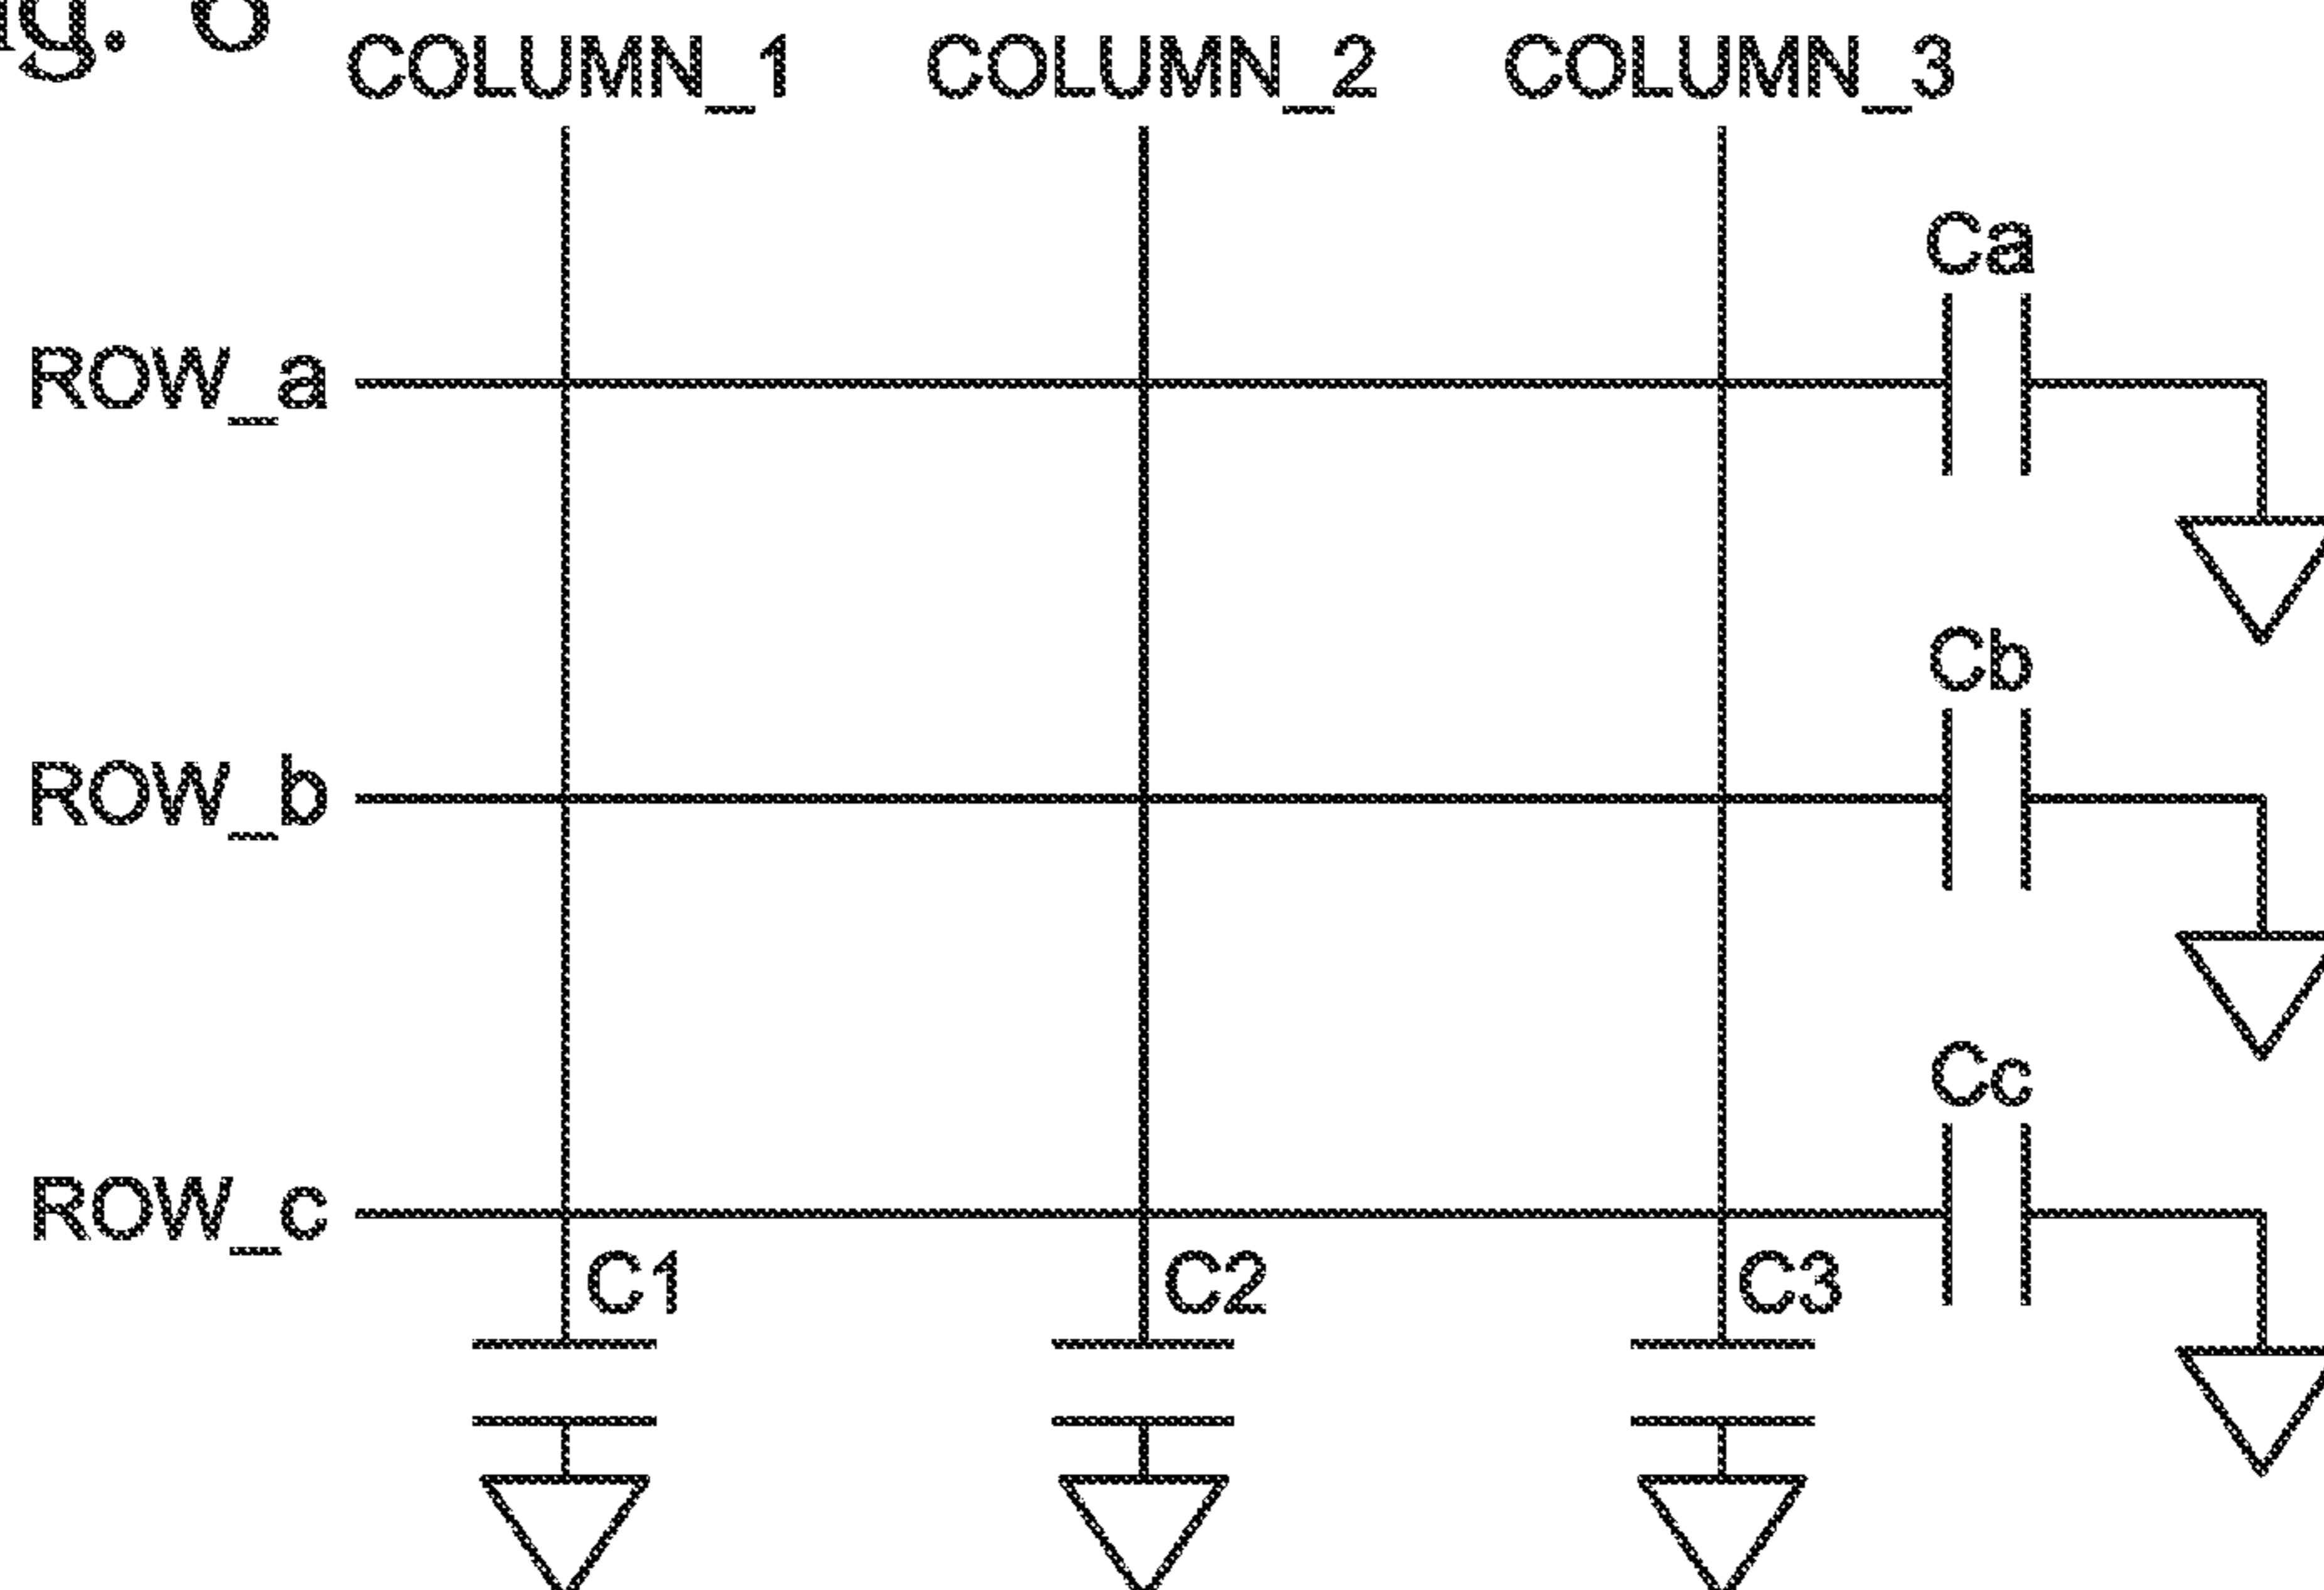 COLUMN_1 COLUMN_2 COLUMN_3
Ca
ROW_a
Cb
ROW_b
Cc
ROW_c
C1 C2 C3